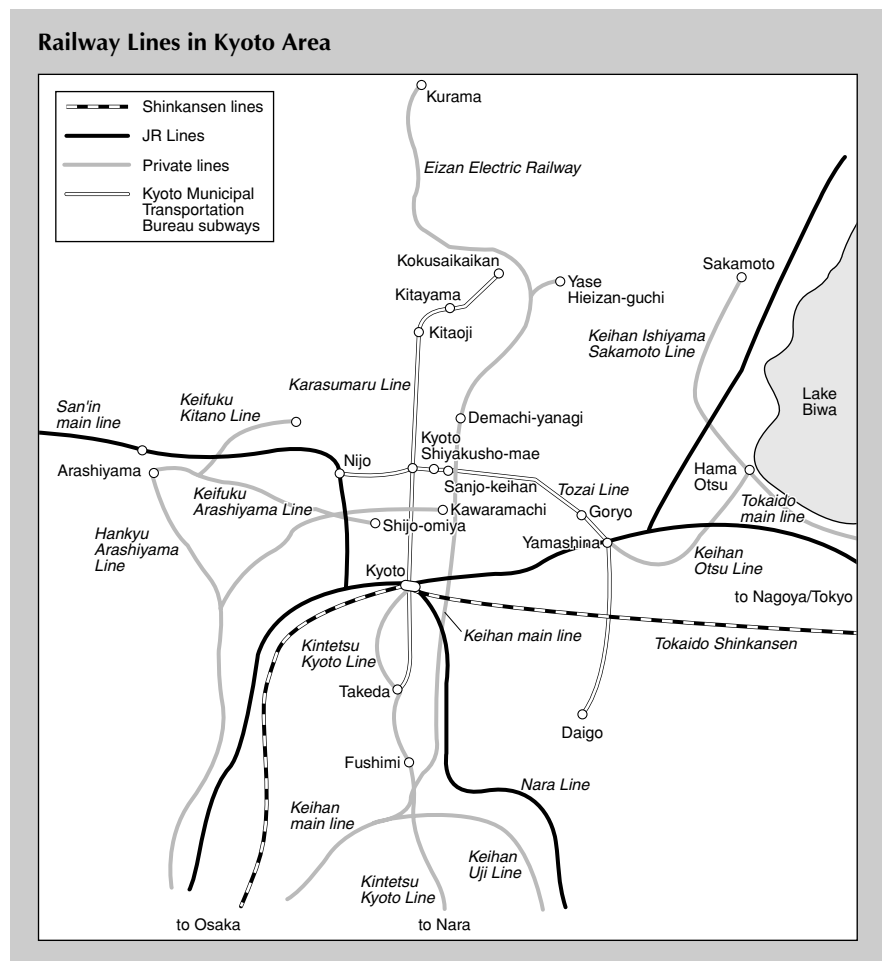 Railway Lines in Kyoto Area
Shinkansen lines
JR Lines
Private lines
Kyoto Municipal
Transportation
Bureau subways
Kurama
Eizan Electric Railway
Kokusaikaikan
Yase
Hieizan-guchi
Sakamoto
Kitayama
Kitaoji
Keihan Ishiyama
Sakamoto Line
Karasumaru Line
Lake
Biwa
San'in
main line
Keifuku
Kitano Line
Demachi-yanagi
Kyoto
Shiyakusho-mae
Nijo
Arashiyama
Sanjo-keihan
Hama
Otsu
Tozai Line
Keifuku
Arashiyama Line
Kawaramachi
Goryo
Tokaido
main line
Shijo-omiya
Hankyu
Arashiyama
Line
Yamashina
Keihan
Otsu Line
Kyoto
to Nagoya/Tokyo
Keihan main line
Tokaido Shinkansen
Kintetsu
Kyoto Line
Takeda
Daigo
Fushimi
Nara Line
Keihan
main line
Keihan
Uji Line
Kintetsu
Kyoto Line
to Osaka
to Nara